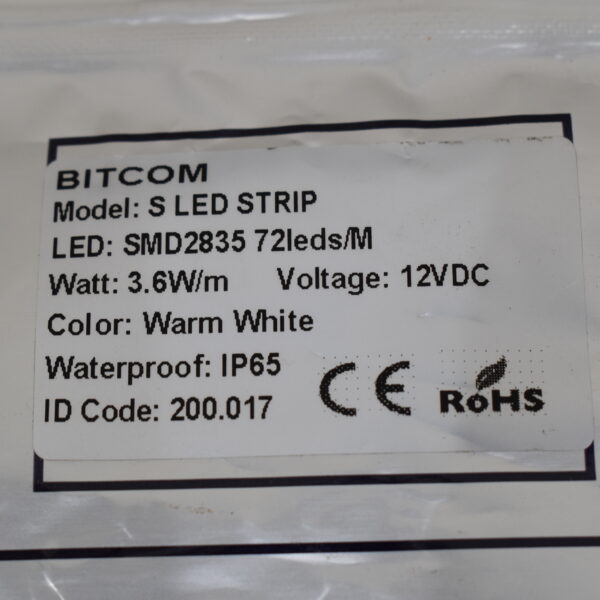 BITCOM
Model: S LED STRIP
LED: SMD2835 72leds/M
Watt: 3.6W/m Voltage: 12VDC
Color: Warm White
Waterproof: IP65
ID Code: 200.017
CE RoHS